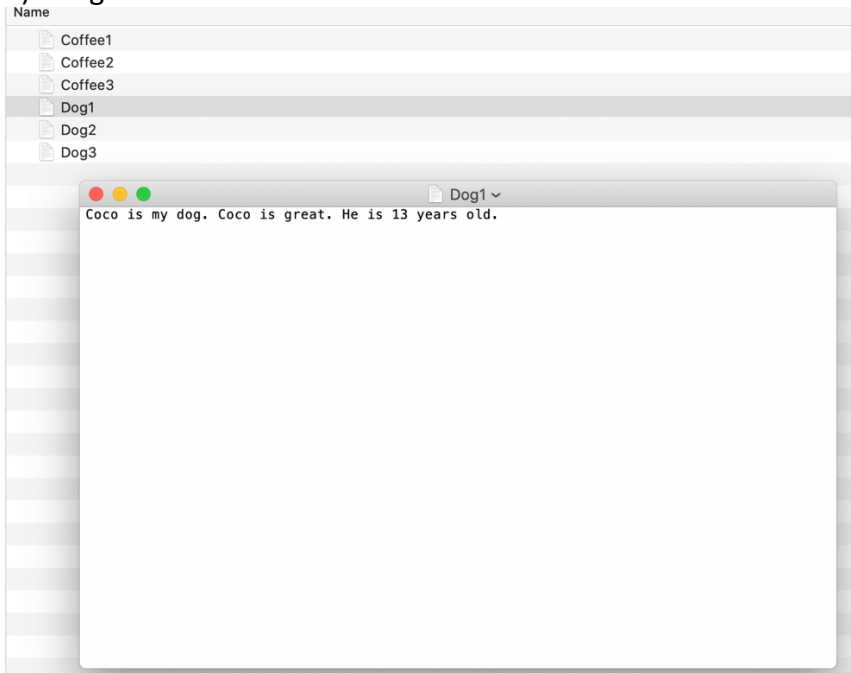 Name
Coffee1
Coffee2
Coffee3
Dog1
Dog2
Dog3
Dog1
Coco is my dog. Coco is great. He is 13 years old.